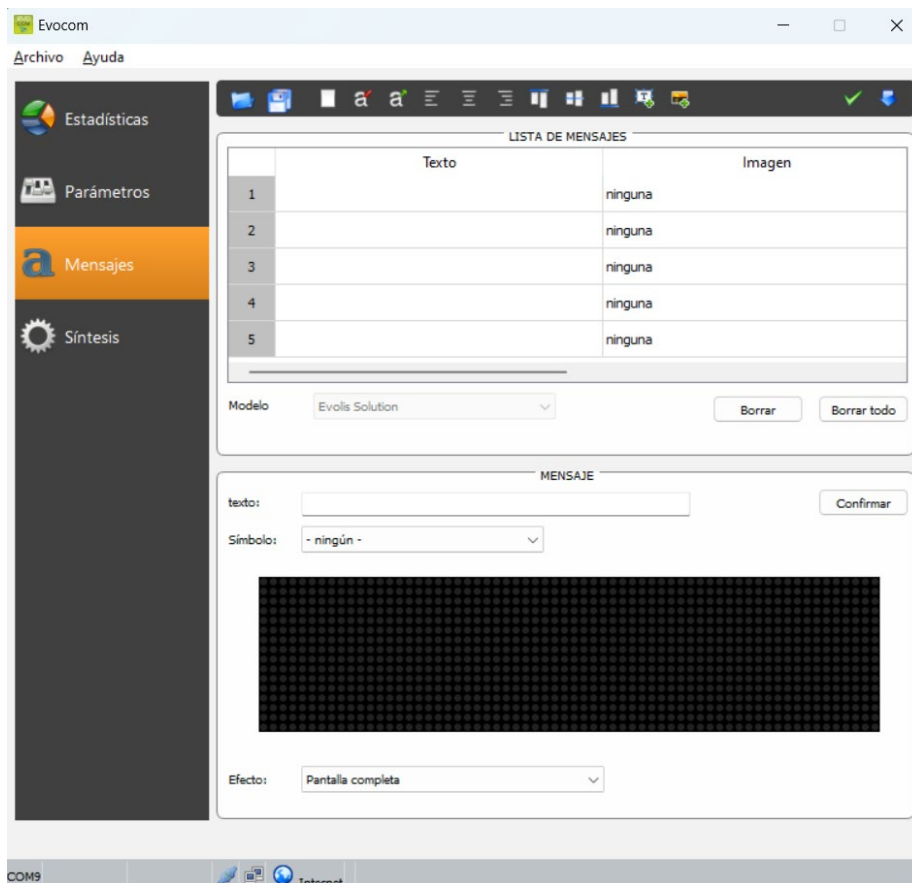 Evocom
Archivo Ayuda
Estadísticas
Parámetros
Mensajes
Síntesis
LISTA DE MENSAJES
Texto Imagen
1 ninguna
2 ninguna
3 ninguna
4 ninguna
5 ninguna
Modelo Evolis Solution Borrar Borrar todo
MENSAJE
texto: Confirmar
Símbolo: - ningún -
Efecto: Pantalla completa
COM9 Internet